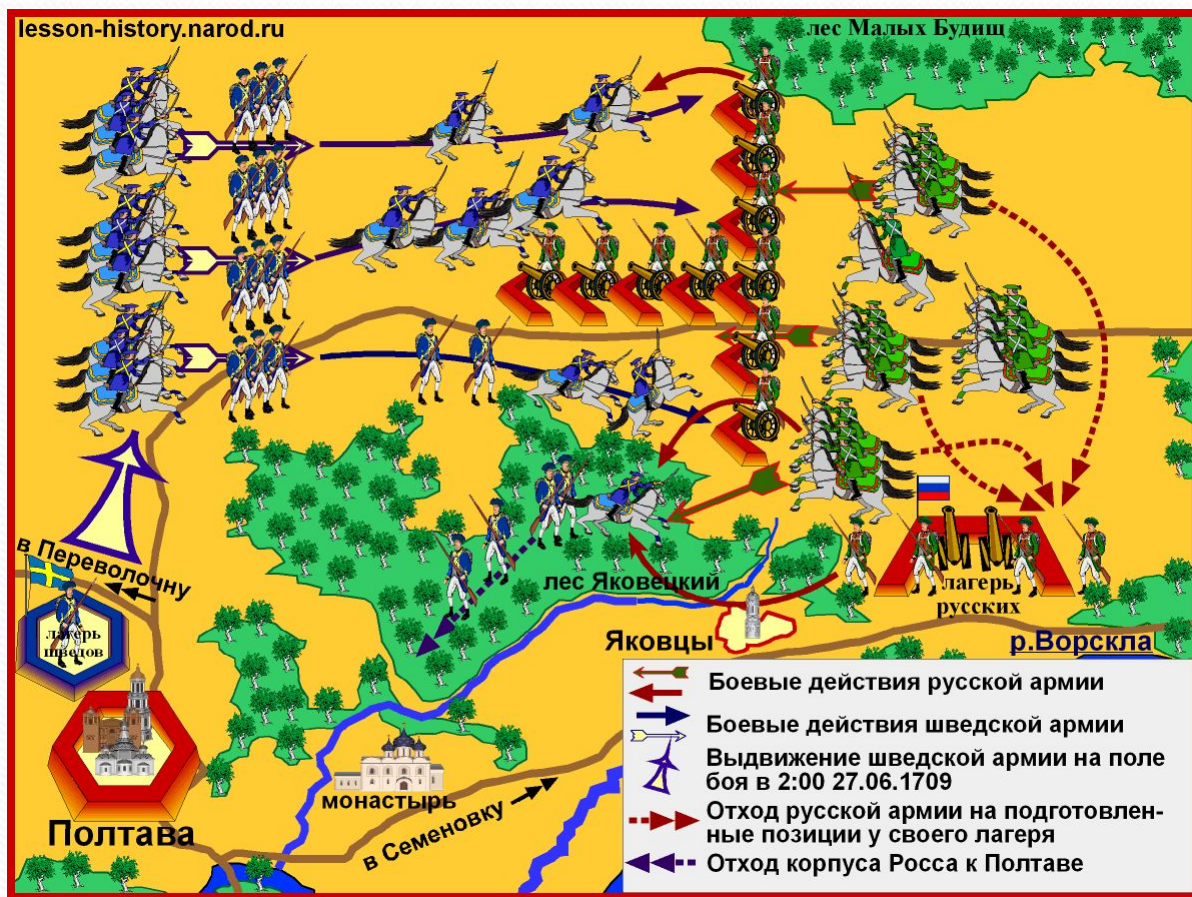 lesson-history.narod.ru
лес Малых Будищ
в Переволочну
лагерь
шведов
лес Яковецкий
лагерь
русских
Яковцы
р.Ворскла
Полтава
монастырь
в Семеновку
Боевые действия русской армии
Боевые действия шведской армии
Выдвижение шведской армии на поле
боя в 2:00 27.06.1709
Отход русской армии на подготовлен-
ные позиции у своего лагеря
Отход корпуса Росса к Полтаве